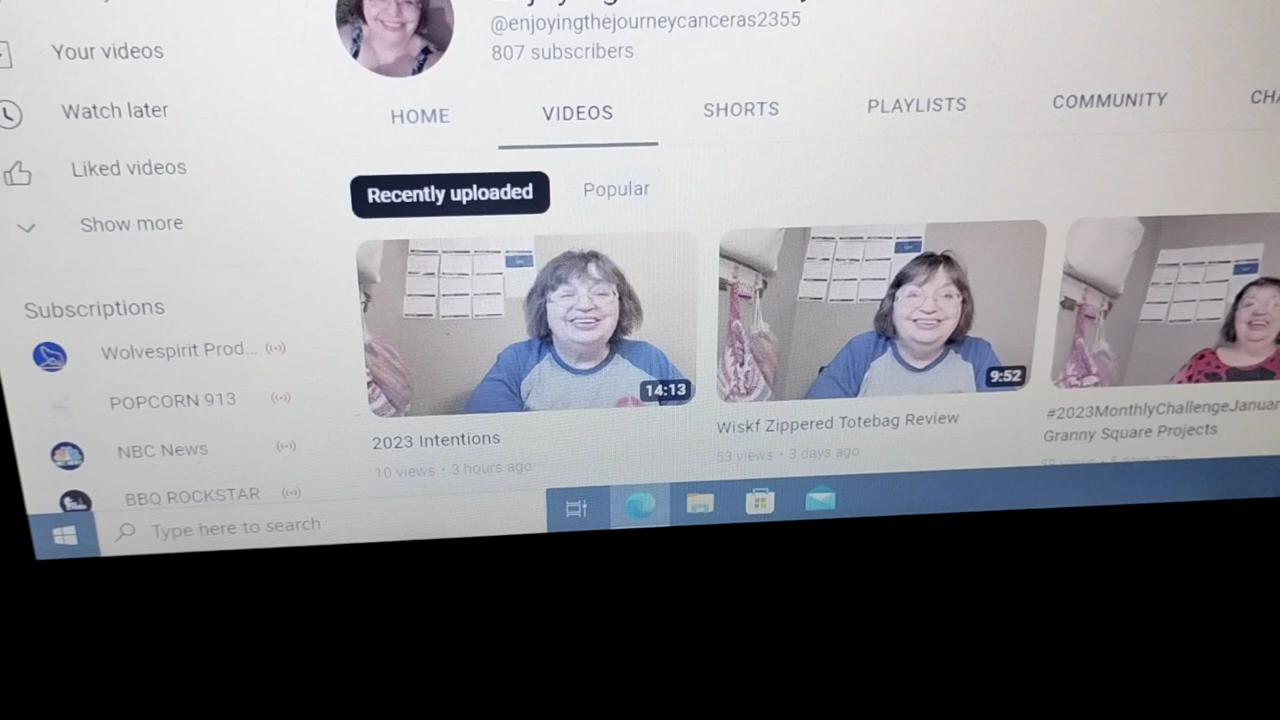 @enjoyingthejourneycanceras2355
807 subscribers
Your videos
Watch later
Liked videos
Show more
HOME
VIDEOS
SHORTS
PLAYLISTS
COMMUNITY
Recently uploaded
Popular
Subscriptions
Wolvespirit Prod...
POPCORN 913
NBC News
BBQ ROCKSTAR
14:13
2023 Intentions
10 views • 3 hours ago
9:52
Wiskf Zippered Totebag Review
53 views • 3 days ago
#2023MonthlyChallengeJanuar
Granny Square Projects
Type here to search